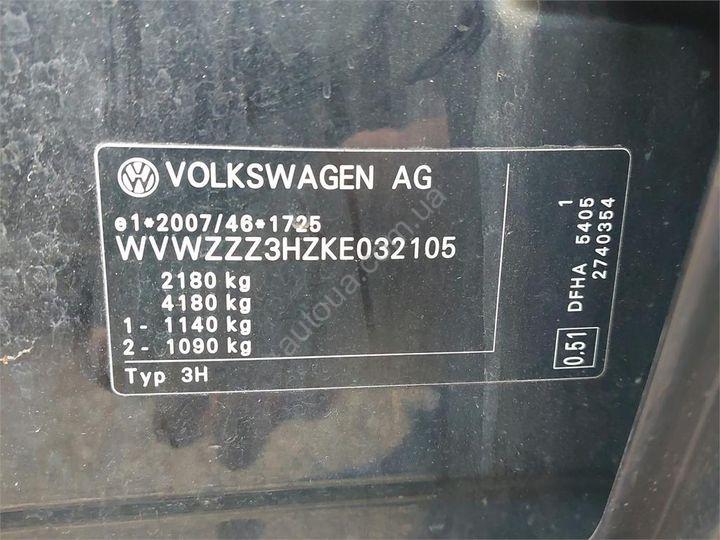 VOLKSWAGEN AG
e1*2007/46*1725
WVWZZZ3HZKE032105
2180 kg
4180 kg
1- 1140 kg
2- 1090 kg
Typ 3H
1
DFHA 5405
2740354
0.51
autoua.com.ua